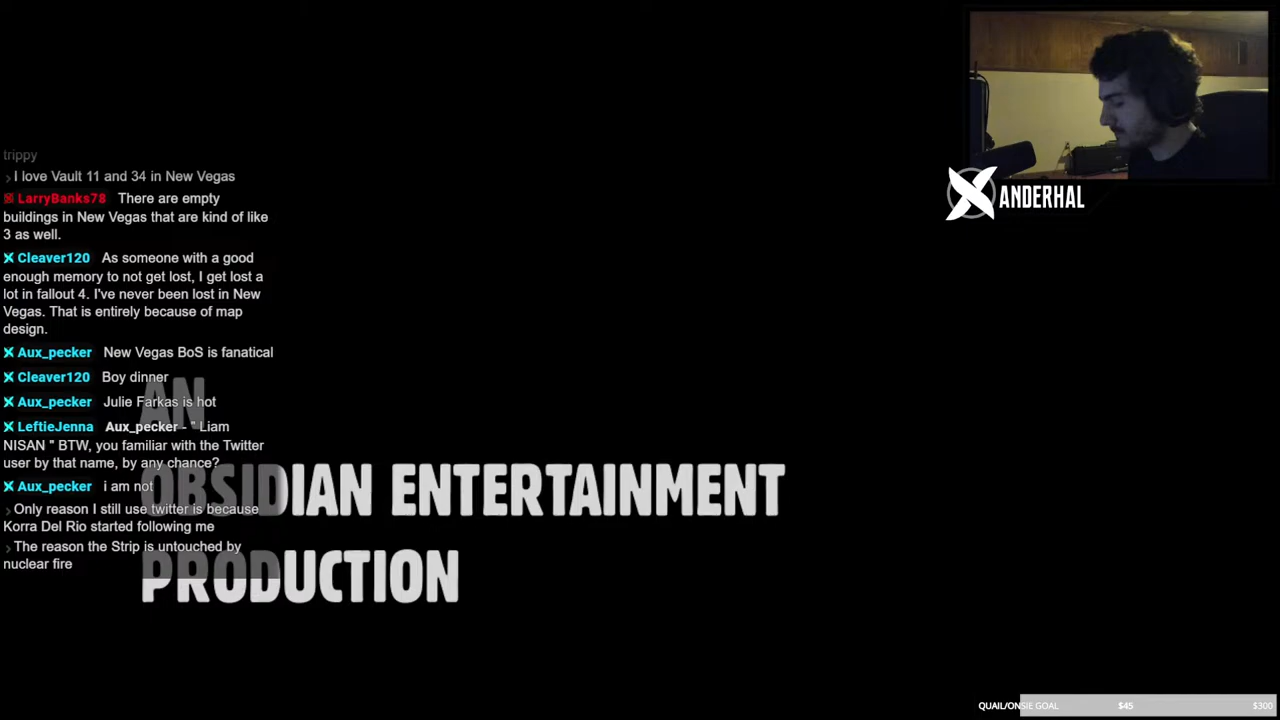 trippy
I love Vault 11 and 34 in New Vegas
LarryBanks78 There are empty
buildings in New Vegas that are kind of like
3 as well.
Cleaver120 As someone with a good
enough memory to not get lost, I get lost a
lot in fallout 4. I've never been lost in New
Vegas. That is entirely because of map
design.
Aux_pecker New Vegas BoS is fanatical
Cleaver120 Boy dinner
Aux_pecker Julie Farkas is hot
LeftieJenna Aux_pecker - " Liam
NISAN " BTW, you familiar with the Twitter
user by that name, by any chance?
Aux_pecker i am not
Only reason I still use twitter is because
Korra Del Rio started following me
The reason the Strip is untouched by
nuclear fire
AN
OBSIDIAN ENTERTAINMENT
PRODUCTION
XANDERHAL
QUAIL/ONSIE GOAL $45 $300